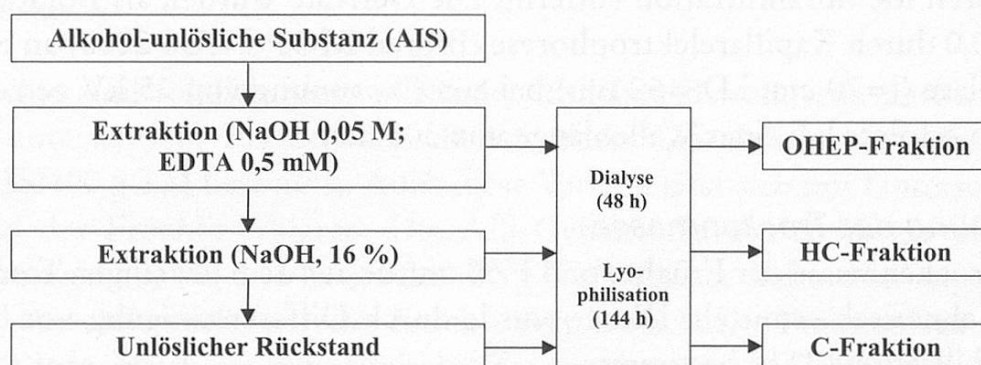 Alkohol-unlösliche Substanz (AIS)
Extraktion (NaOH 0,05 M;
EDTA 0,5 mM)
Extraktion (NaOH, 16 %)
Unlöslicher Rückstand
Dialyse
(48 h)
Lyo-
philisation
(144 h)
OHEP-Fraktion
HC-Fraktion
C-Fraktion